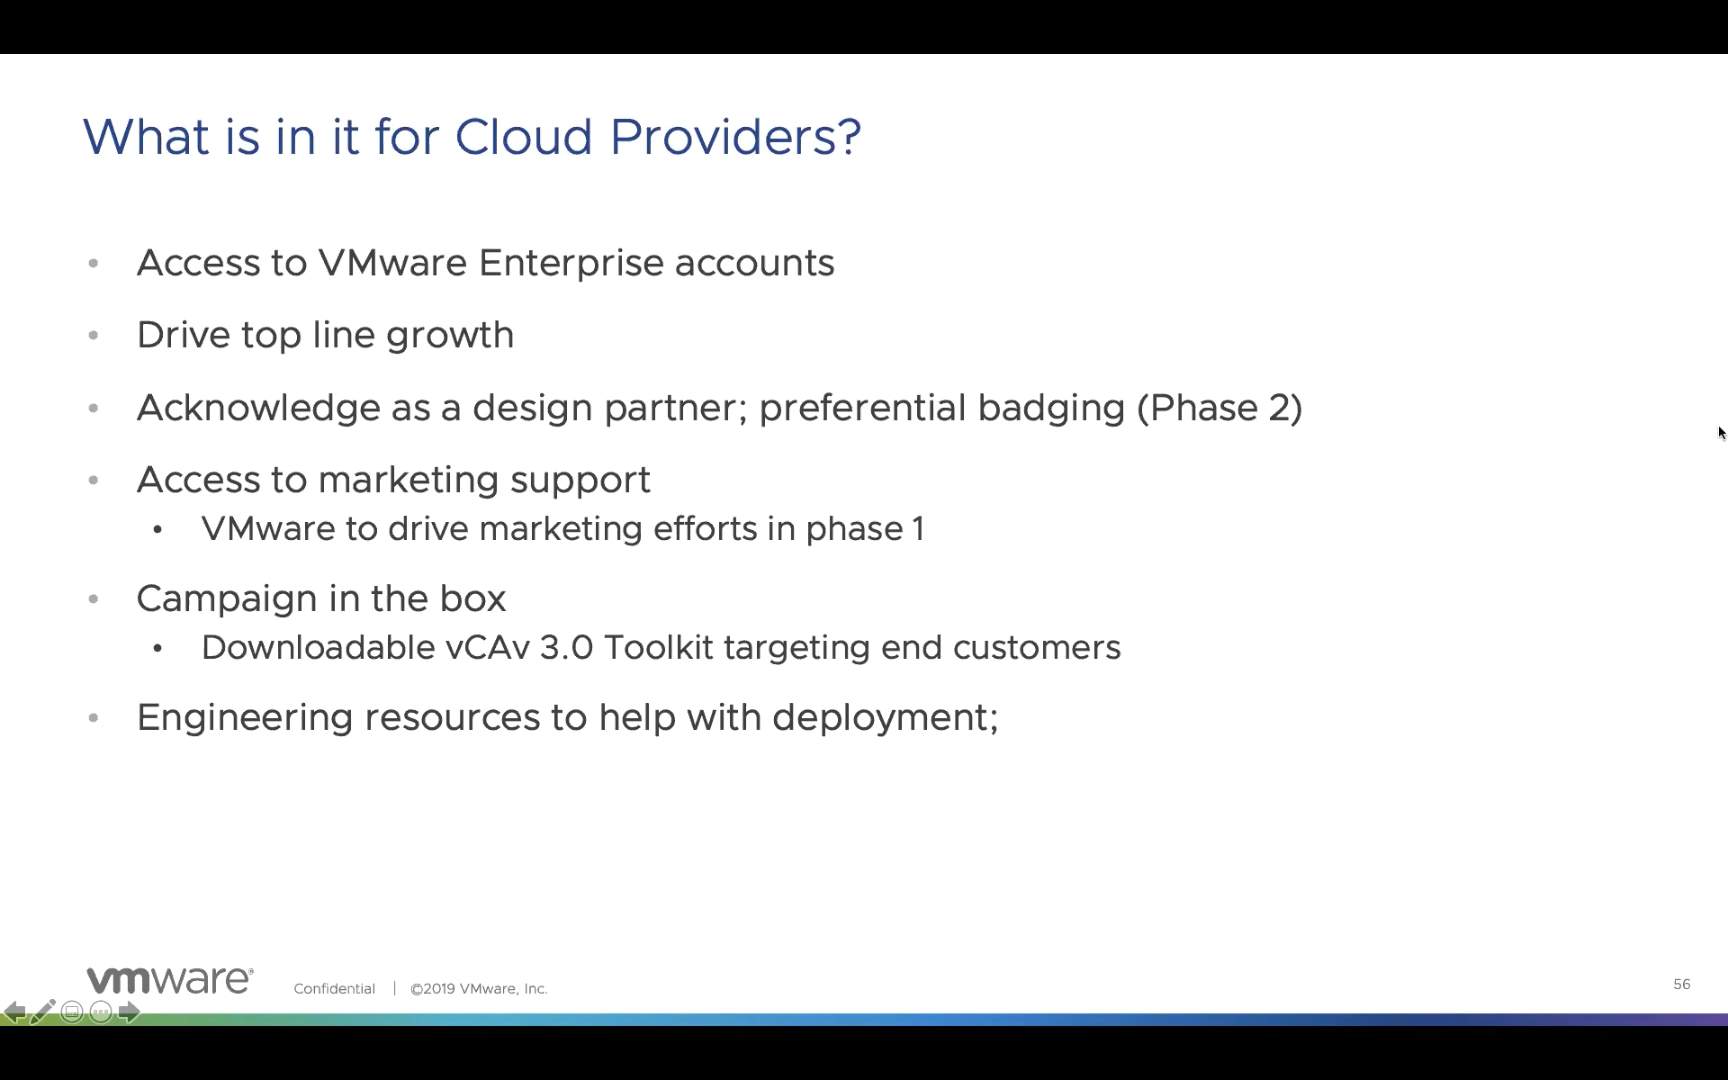 What is in it for Cloud Providers?
• Access to VMware Enterprise accounts
• Drive top line growth
• Acknowledge as a design partner; preferential badging (Phase 2)
• Access to marketing support
• VMware to drive marketing efforts in phase 1
• Campaign in the box
• Downloadable vCAv 3.0 Toolkit targeting end customers
• Engineering resources to help with deployment;
vmware® Confidential | ©2019 VMware, Inc. 56